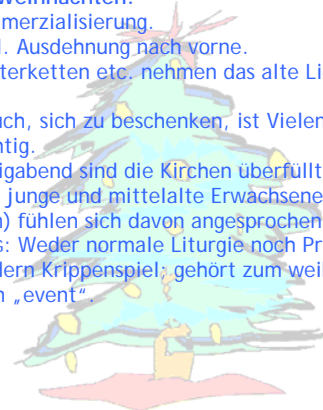 Weihnachten:
merzialisierung.
l. Ausdehnung nach vorne.
terketten etc. nehmen das alte Li
uch, sich zu beschenken, ist Vielen
htig.
igabend sind die Kirchen überfüllt
junge und mittelalte Erwachsene
n) fühlen sich davon angesprochen
s: Weder normale Liturgie noch Pr
dern Krippenspiel; gehört zum weil
n „event“.